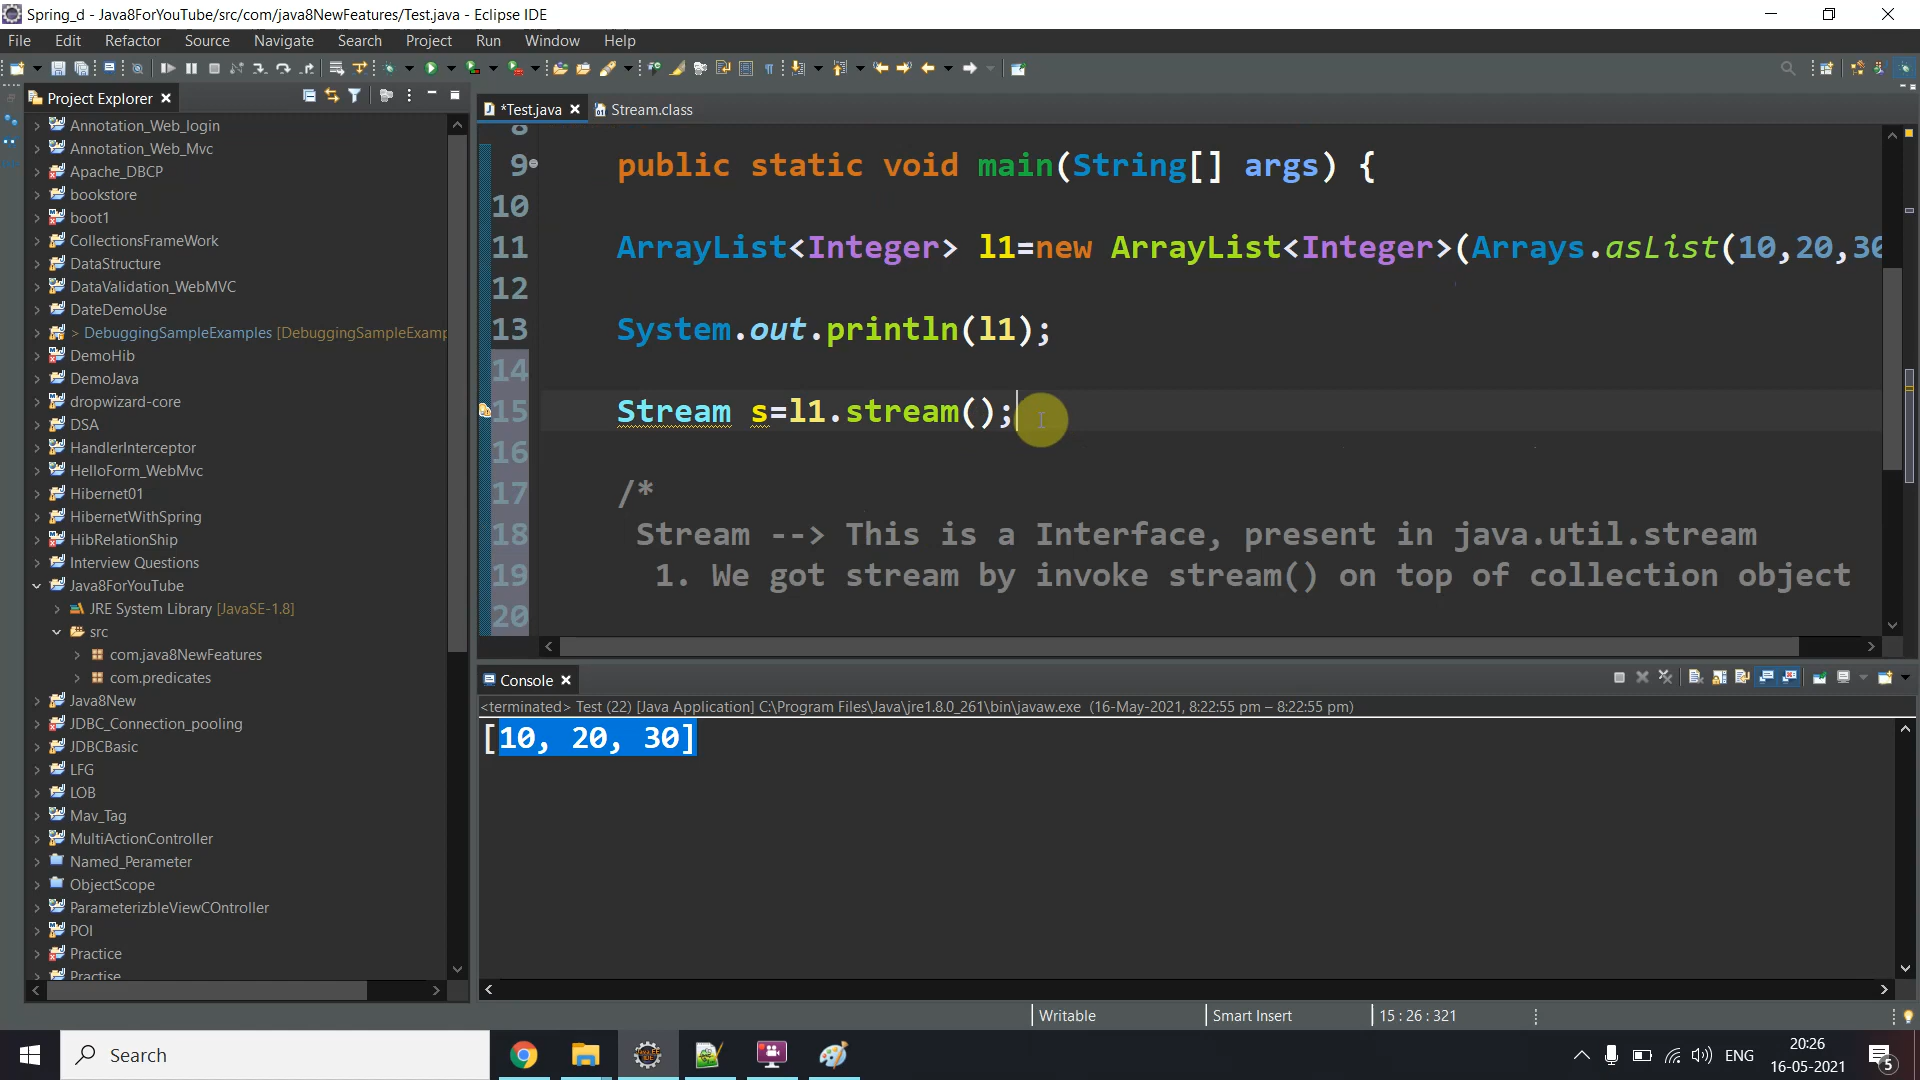 Spring_d - Java8ForYouTube/src/com/java8NewFeatures/Test.java - Eclipse IDE
File Edit Refactor Source Navigate Search Project Run Window Help
Project Explorer
Annotation_Web_login
Annotation_Web_Mvc
Apache_DBCP
bookstore
boot1
CollectionsFrameWork
DataStructure
DataValidation_WebMVC
DateDemoUse
> DebuggingSampleExamples [DebuggingSampleExamp
DemoHib
DemoJava
dropwizard-core
DSA
HandlerInterceptor
HelloForm_WebMvc
Hibernet01
HibernetWithSpring
HibRelationShip
Interview Questions
Java8ForYouTube
JRE System Library [JavaSE-1.8]
src
com.java8NewFeatures
com.predicates
Java8New
JDBC_Connection_pooling
JDBCBasic
LFG
LOB
Mav_Tag
MultiActionController
Named_Perameter
ObjectScope
ParameterizbleViewCOntroller
POI
Practice
Practise
*Test.java Stream.class
8
9 public static void main(String[] args) {
10
11 ArrayList<Integer> l1=new ArrayList<Integer>(Arrays.asList(10,20,30
12
13 System.out.println(l1);
14
15 Stream s=l1.stream();
16
17 /*
18 Stream --> This is a Interface, present in java.util.stream
19 1. We got stream by invoke stream() on top of collection object
20
Console
<terminated> Test (22) [Java Application] C:\Program Files\Java\jre1.8.0_261\bin\javaw.exe (16-May-2021, 8:22:55 pm – 8:22:55 pm)
[10, 20, 30]
Writable Smart Insert 15 : 26 : 321
Search
ENG
20:26
16-05-2021
5